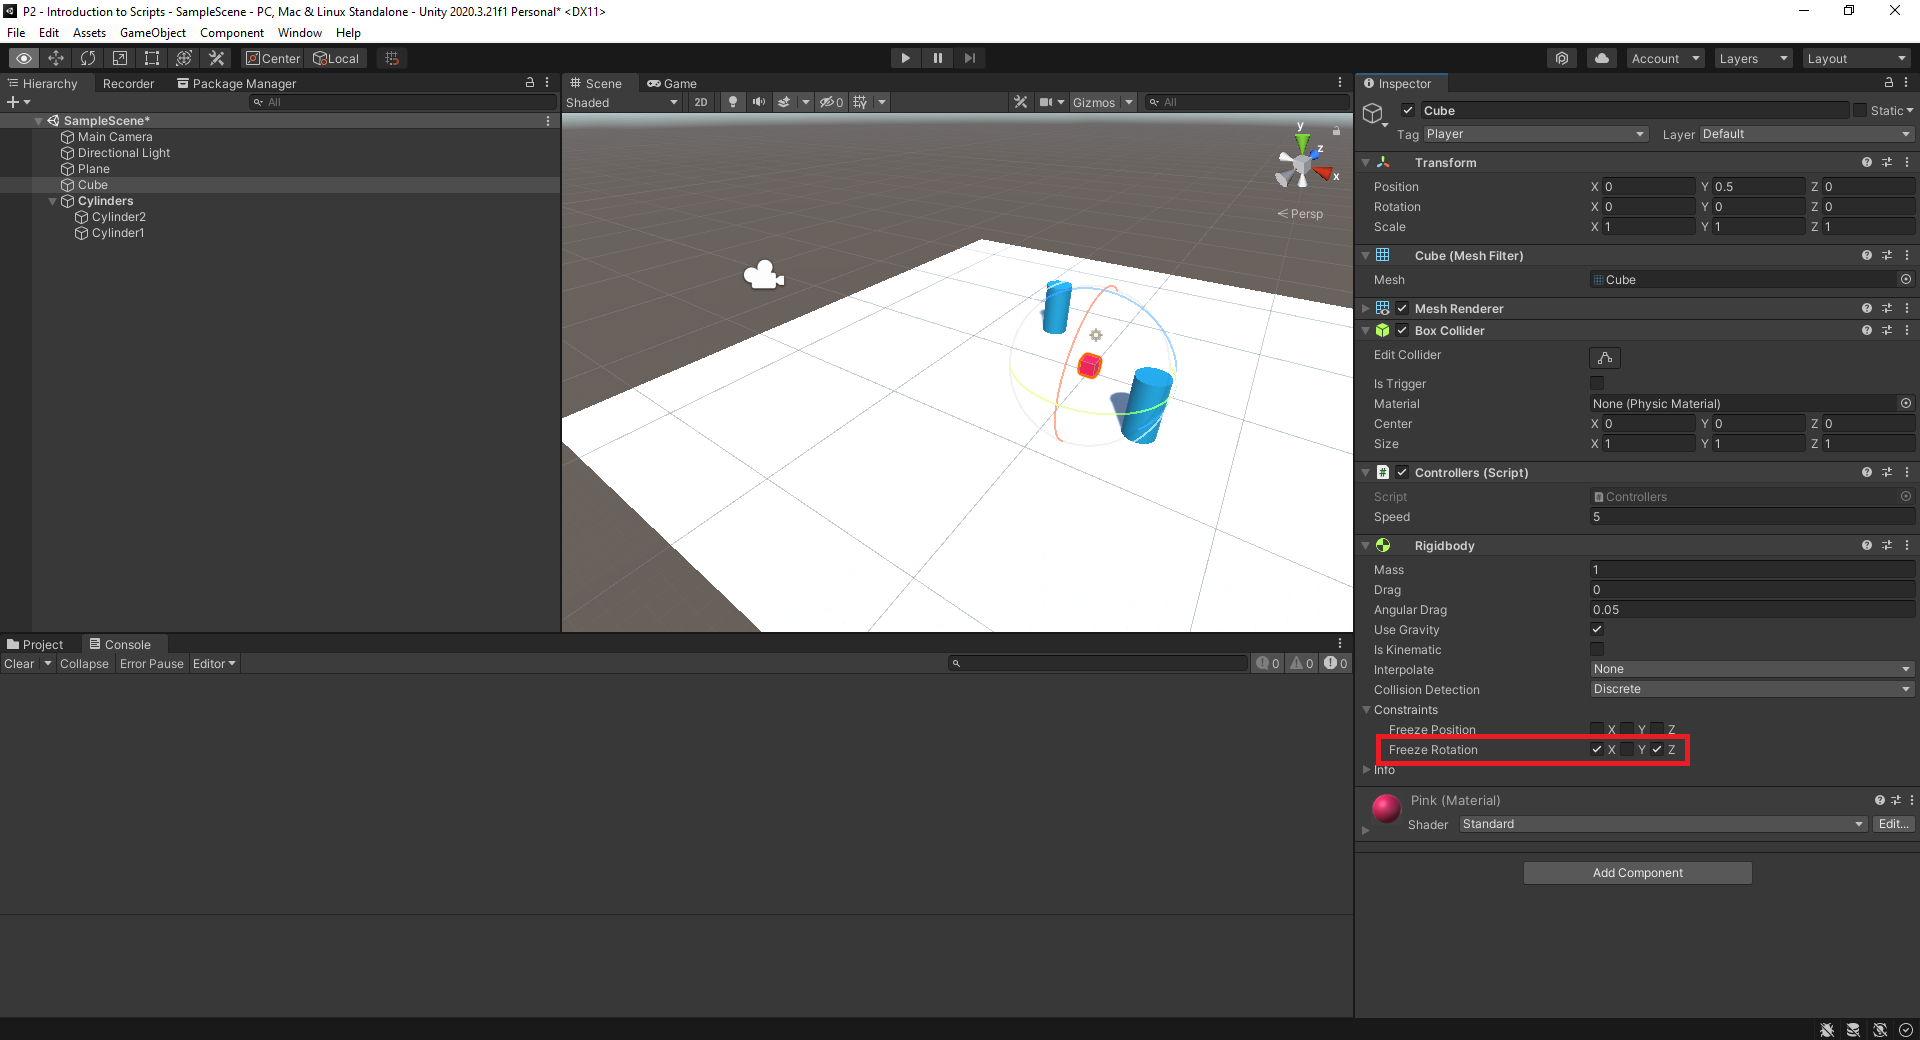 P2 - Introduction to Scripts - SampleScene - PC, Mac & Linux Standalone - Unity 2020.3.21f1 Personal* <DX11>
File Edit Assets GameObject Component Window Help
Center Local Account Layers Layout
Hierarchy Recorder Package Manager
All
SampleScene*
Main Camera
Directional Light
Plane
Cube
Cylinders
Cylinder2
Cylinder1
Scene Game
Shaded 2D 0 Gizmos All
y
z
x
Persp
Project Console
Clear Collapse Error Pause Editor 0 0 0
Inspector
Cube Static
Tag Player Layer Default
Transform
Position X 0 Y 0.5 Z 0
Rotation X 0 Y 0 Z 0
Scale X 1 Y 1 Z 1
Cube (Mesh Filter)
Mesh Cube
Mesh Renderer
Box Collider
Edit Collider
Is Trigger
Material None (Physic Material)
Center X 0 Y 0 Z 0
Size X 1 Y 1 Z 1
# Controllers (Script)
Script Controllers
Speed 5
Rigidbody
Mass 1
Drag 0
Angular Drag 0.05
Use Gravity
Is Kinematic
Interpolate None
Collision Detection Discrete
Constraints
Freeze Position X Y Z
Freeze Rotation X Y Z
Info
Pink (Material)
Shader Standard Edit...
Add Component